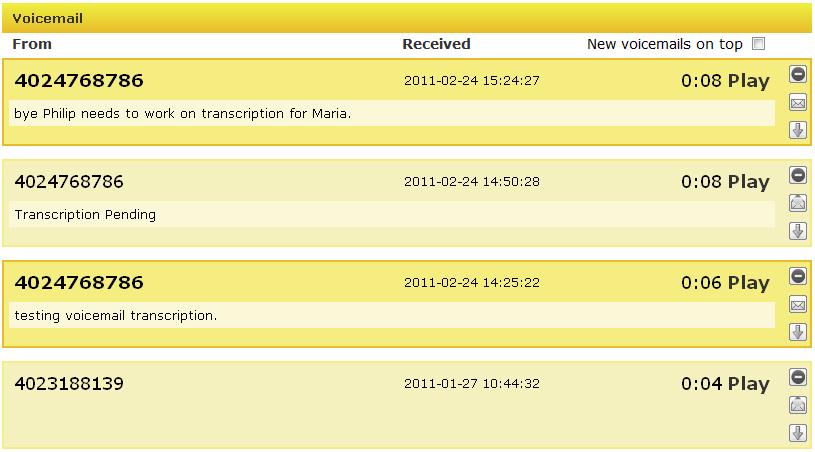 Voicemail
From Received New voicemails on top
4024768786 2011-02-24 15:24:27 0:08 Play
bye Philip needs to work on transcription for Maria.
4024768786 2011-02-24 14:50:28 0:08 Play
Transcription Pending
4024768786 2011-02-24 14:25:22 0:06 Play
testing voicemail transcription.
4023188139 2011-01-27 10:44:32 0:04 Play